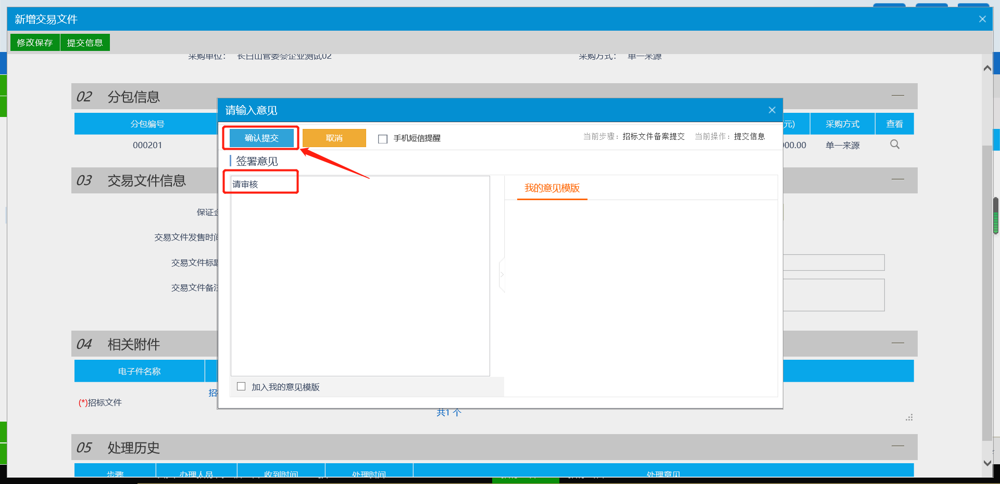 新增交易文件
修改保存 提交信息
采购单位： 长白山管委会企业测试02 采购方式： 单一来源
02 分包信息
分包编号 元) 采购方式 查看
000201 00.00 单一来源
03 交易文件信息
保证金
交易文件发售时间
交易文件标题
交易文件备注
04 相关附件
电子件名称
招
(*)招标文件
共1 个
05 处理历史
步骤 办理人员 收到时间 处理时间 处理意见
请输入意见
确认提交 取消 手机短信提醒 当前步骤：招标文件备案提交 当前操作：提交信息
签署意见
请审核
我的意见模版
加入我的意见模版